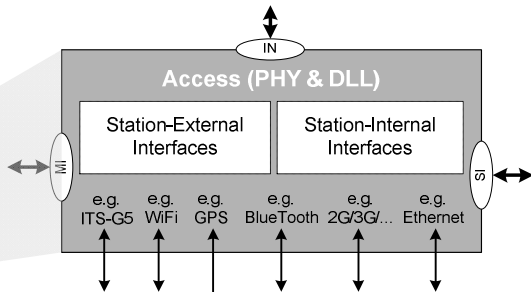 IN
Access (PHY & DLL)
Station-External
Interfaces
Station-Internal
Interfaces
MI
SI
e.g. e.g. e.g. e.g. e.g. e.g.
ITS-G5 WiFi GPS BlueTooth 2G/3G/... Ethernet